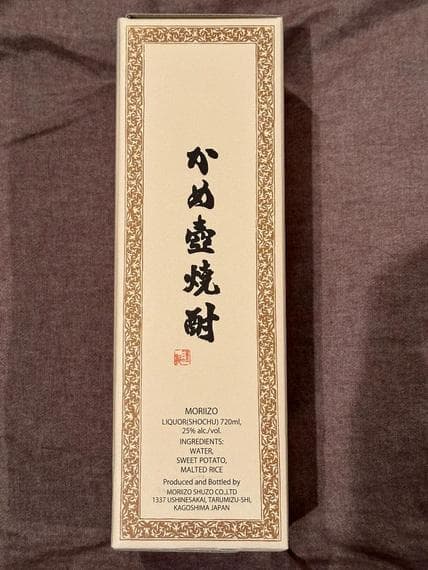 かめ壺焼酎
MORIIZO
LIQUOR(SHOCHU) 720ml,
25% alc./vol.
INGREDIENTS:
WATER,
SWEET POTATO,
MALTED RICE
Produced and Bottled by
MORIIZO SHUZO CO.,LTD
1337 USHINESAKAI, TARUMIZU-SHI,
KAGOSHIMA JAPAN